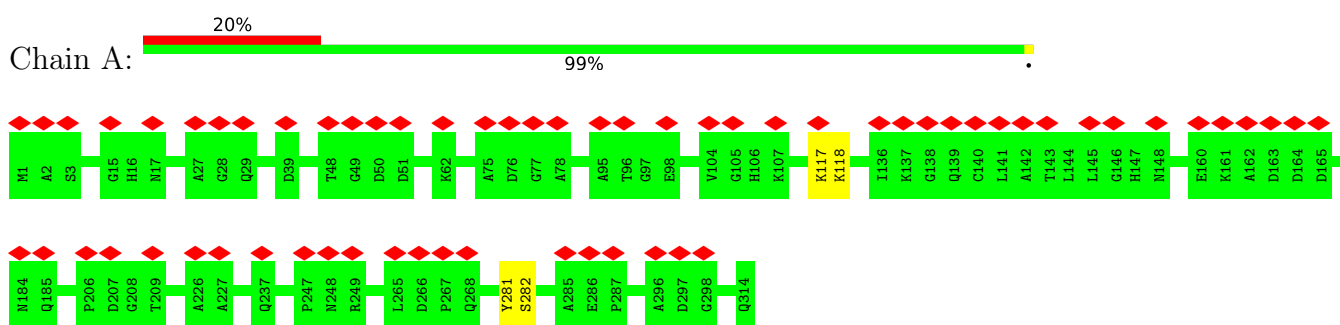 20%
Chain A:
99%
.
M1 A2 S3 G15 H16 N17 A27 G28 Q29 D39 T48 G49 D50 D51 K62 A75 D76 G77 A78 A95 T96 G97 E98 V104 G105 H106 K107 K117 K118 I136 K137 G138 Q139 C140 L141 A142 T143 L144 L145 G146 H147 N148 E160 K161 A162 D163 D164 D165
N184 Q185 P206 D207 G208 T209 A226 A227 Q237 P247 N248 R249 L265 D266 P267 Q268 Y281 S282 A285 E286 P287 A296 D297 G298 Q314